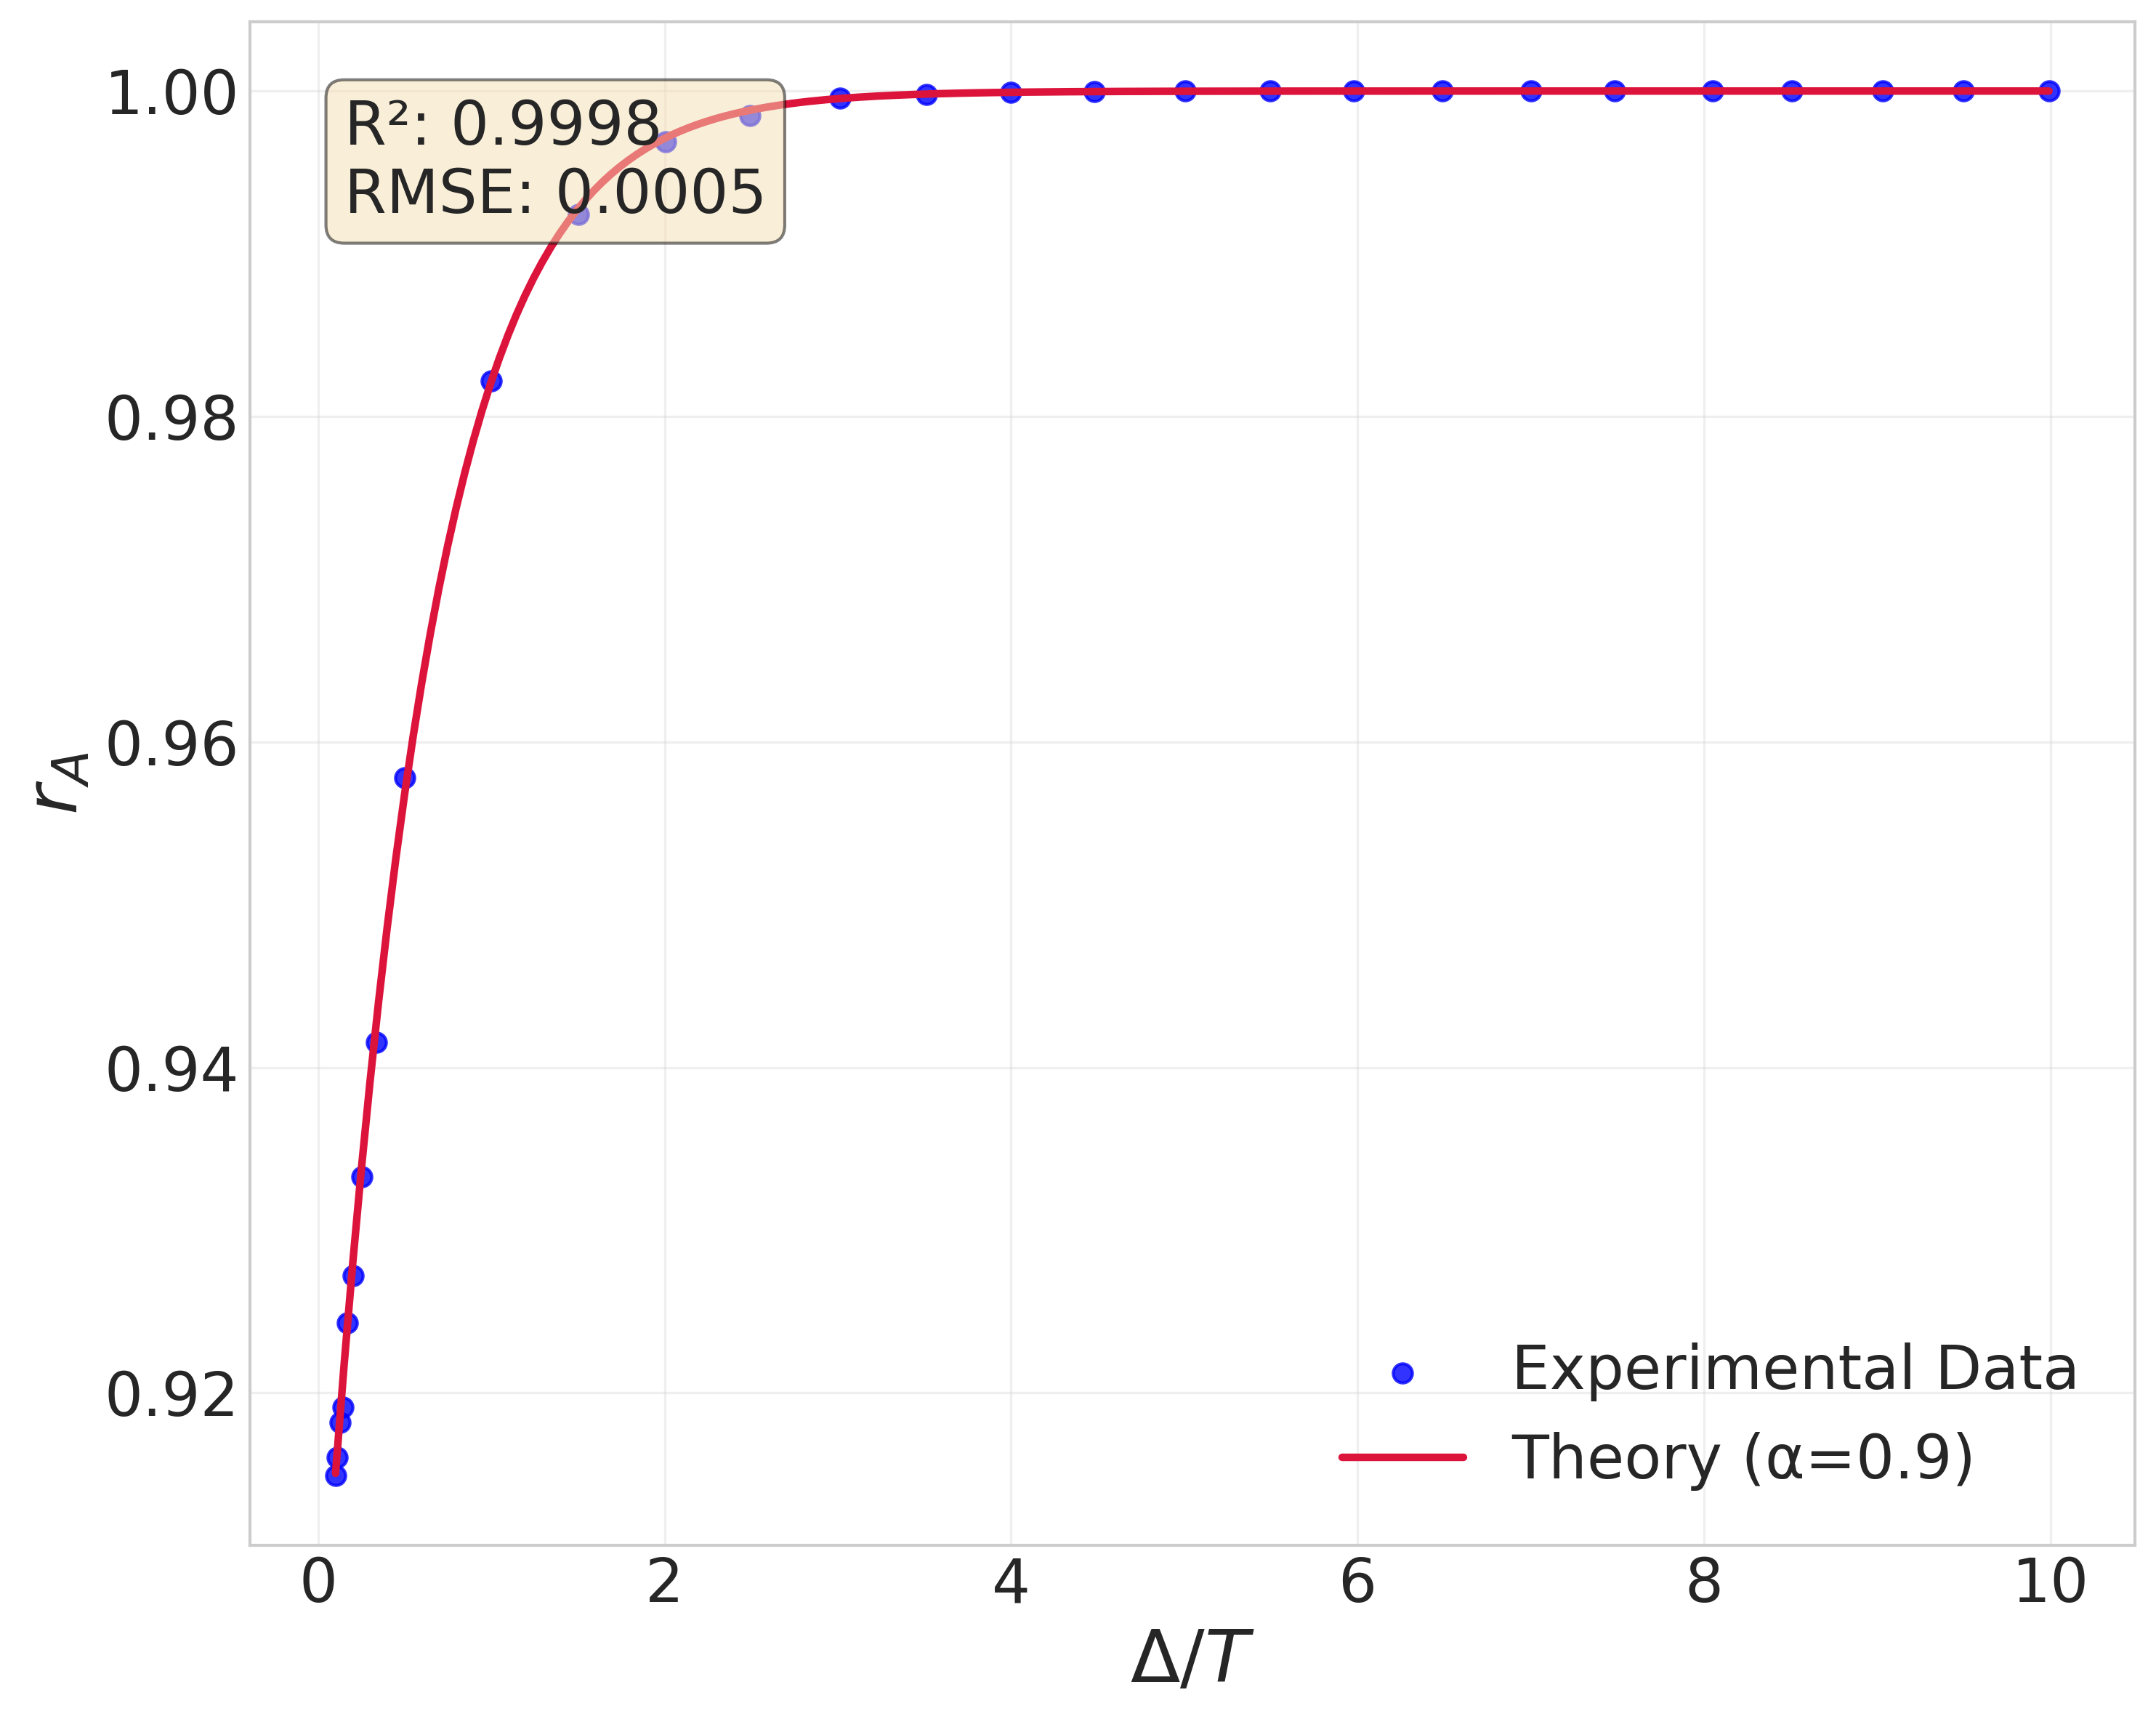 1.00
0.98
0.96
0.94
0.92
r_A
R²: 0.9998
RMSE: 0.0005
Experimental Data
Theory (α=0.9)
0 2 4 6 8 10
Δ/T